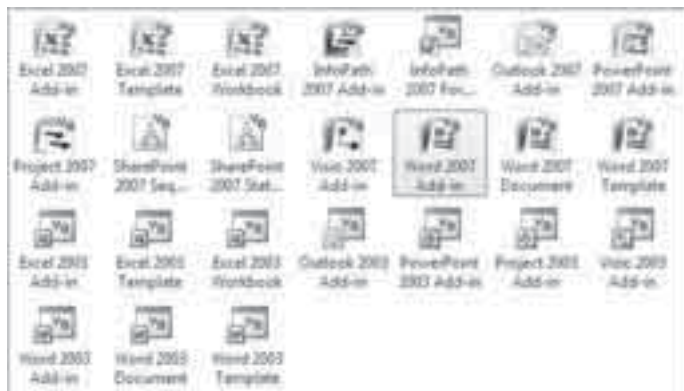 Excel 2007 Excel 2007 Excel 2007 InfoPath InfoPath Outlook 2007 PowerPoint
Add-in Template Workbook 2007 Add-in 2007 For... Add-in 2007 Add-in
Project 2007 SharePoint SharePoint Visio 2007 Word 2007 Word 2007 Word 2007
Add-in 2007 Seq... 2007 Stat... Add-in Add-in Document Template
Excel 2003 Excel 2003 Excel 2003 Outlook 2003 PowerPoint Project 2003 Visio 2003
Add-in Template Workbook Add-in 2003 Add-in Add-in Add-in
Word 2003 Word 2003 Word 2003
Add-in Document Template